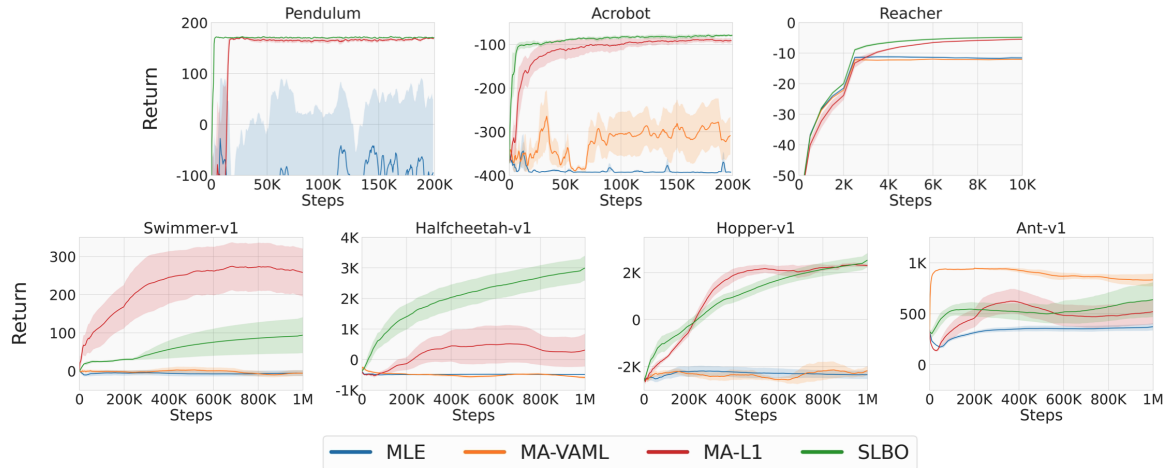 Pendulum
Acrobot
Reacher
Return
200
150
100
50
0
-50
-100
0
50K
100K
150K
200K
Steps
-100
-200
-300
-400
0
50K
100K
150K
200K
Steps
0
-10
-20
-30
-40
-50
0
2K
4K
6K
8K
10K
Steps
Swimmer-v1
Halfcheetah-v1
Hopper-v1
Ant-v1
Return
300
200
100
0
0
200K
400K
600K
800K
1M
Steps
4K
3K
2K
1K
0
-1K
0
200K
400K
600K
800K
1M
Steps
2K
0
-2K
0
200K
400K
600K
800K
1M
Steps
1K
500
0
0
200K
400K
600K
800K
1M
Steps
MLE
MA-VAML
MA-L1
SLBO